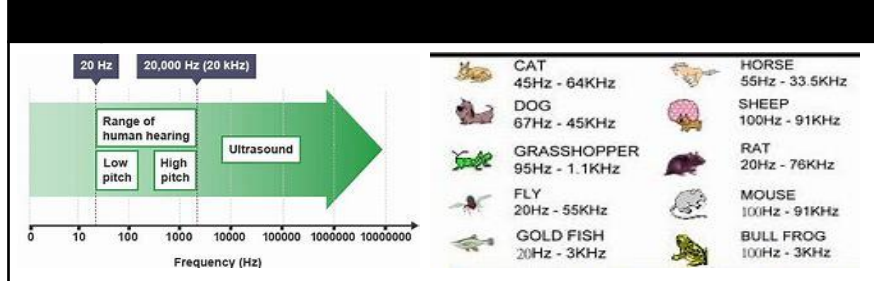 20 Hz
20,000 Hz (20 kHz)
Range of
human hearing
Low
pitch
High
pitch
Ultrasound
0 10 100 1000 10000 100000 1000000 10000000
Frequency (Hz)
CAT
45Hz - 64KHz
DOG
67Hz - 45KHz
GRASSHOPPER
95Hz - 1.1KHz
FLY
20Hz - 55KHz
GOLD FISH
20Hz - 3KHz
HORSE
55Hz - 33.5KHz
SHEEP
100Hz - 91KHz
RAT
20Hz - 76KHz
MOUSE
100Hz - 91KHz
BULL FROG
100Hz - 3KHz